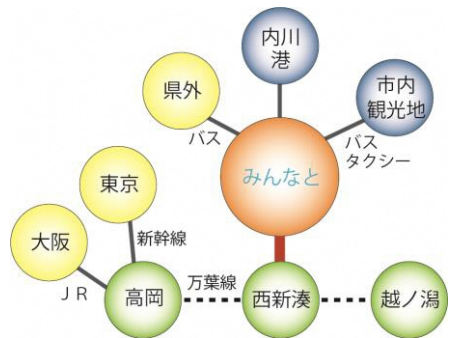 内川
港
県外
市内
観光地
バス
バス
タクシー
みんなと
東京
大阪
新幹線
ＪＲ
高岡
万葉線
西新湊
越ノ潟